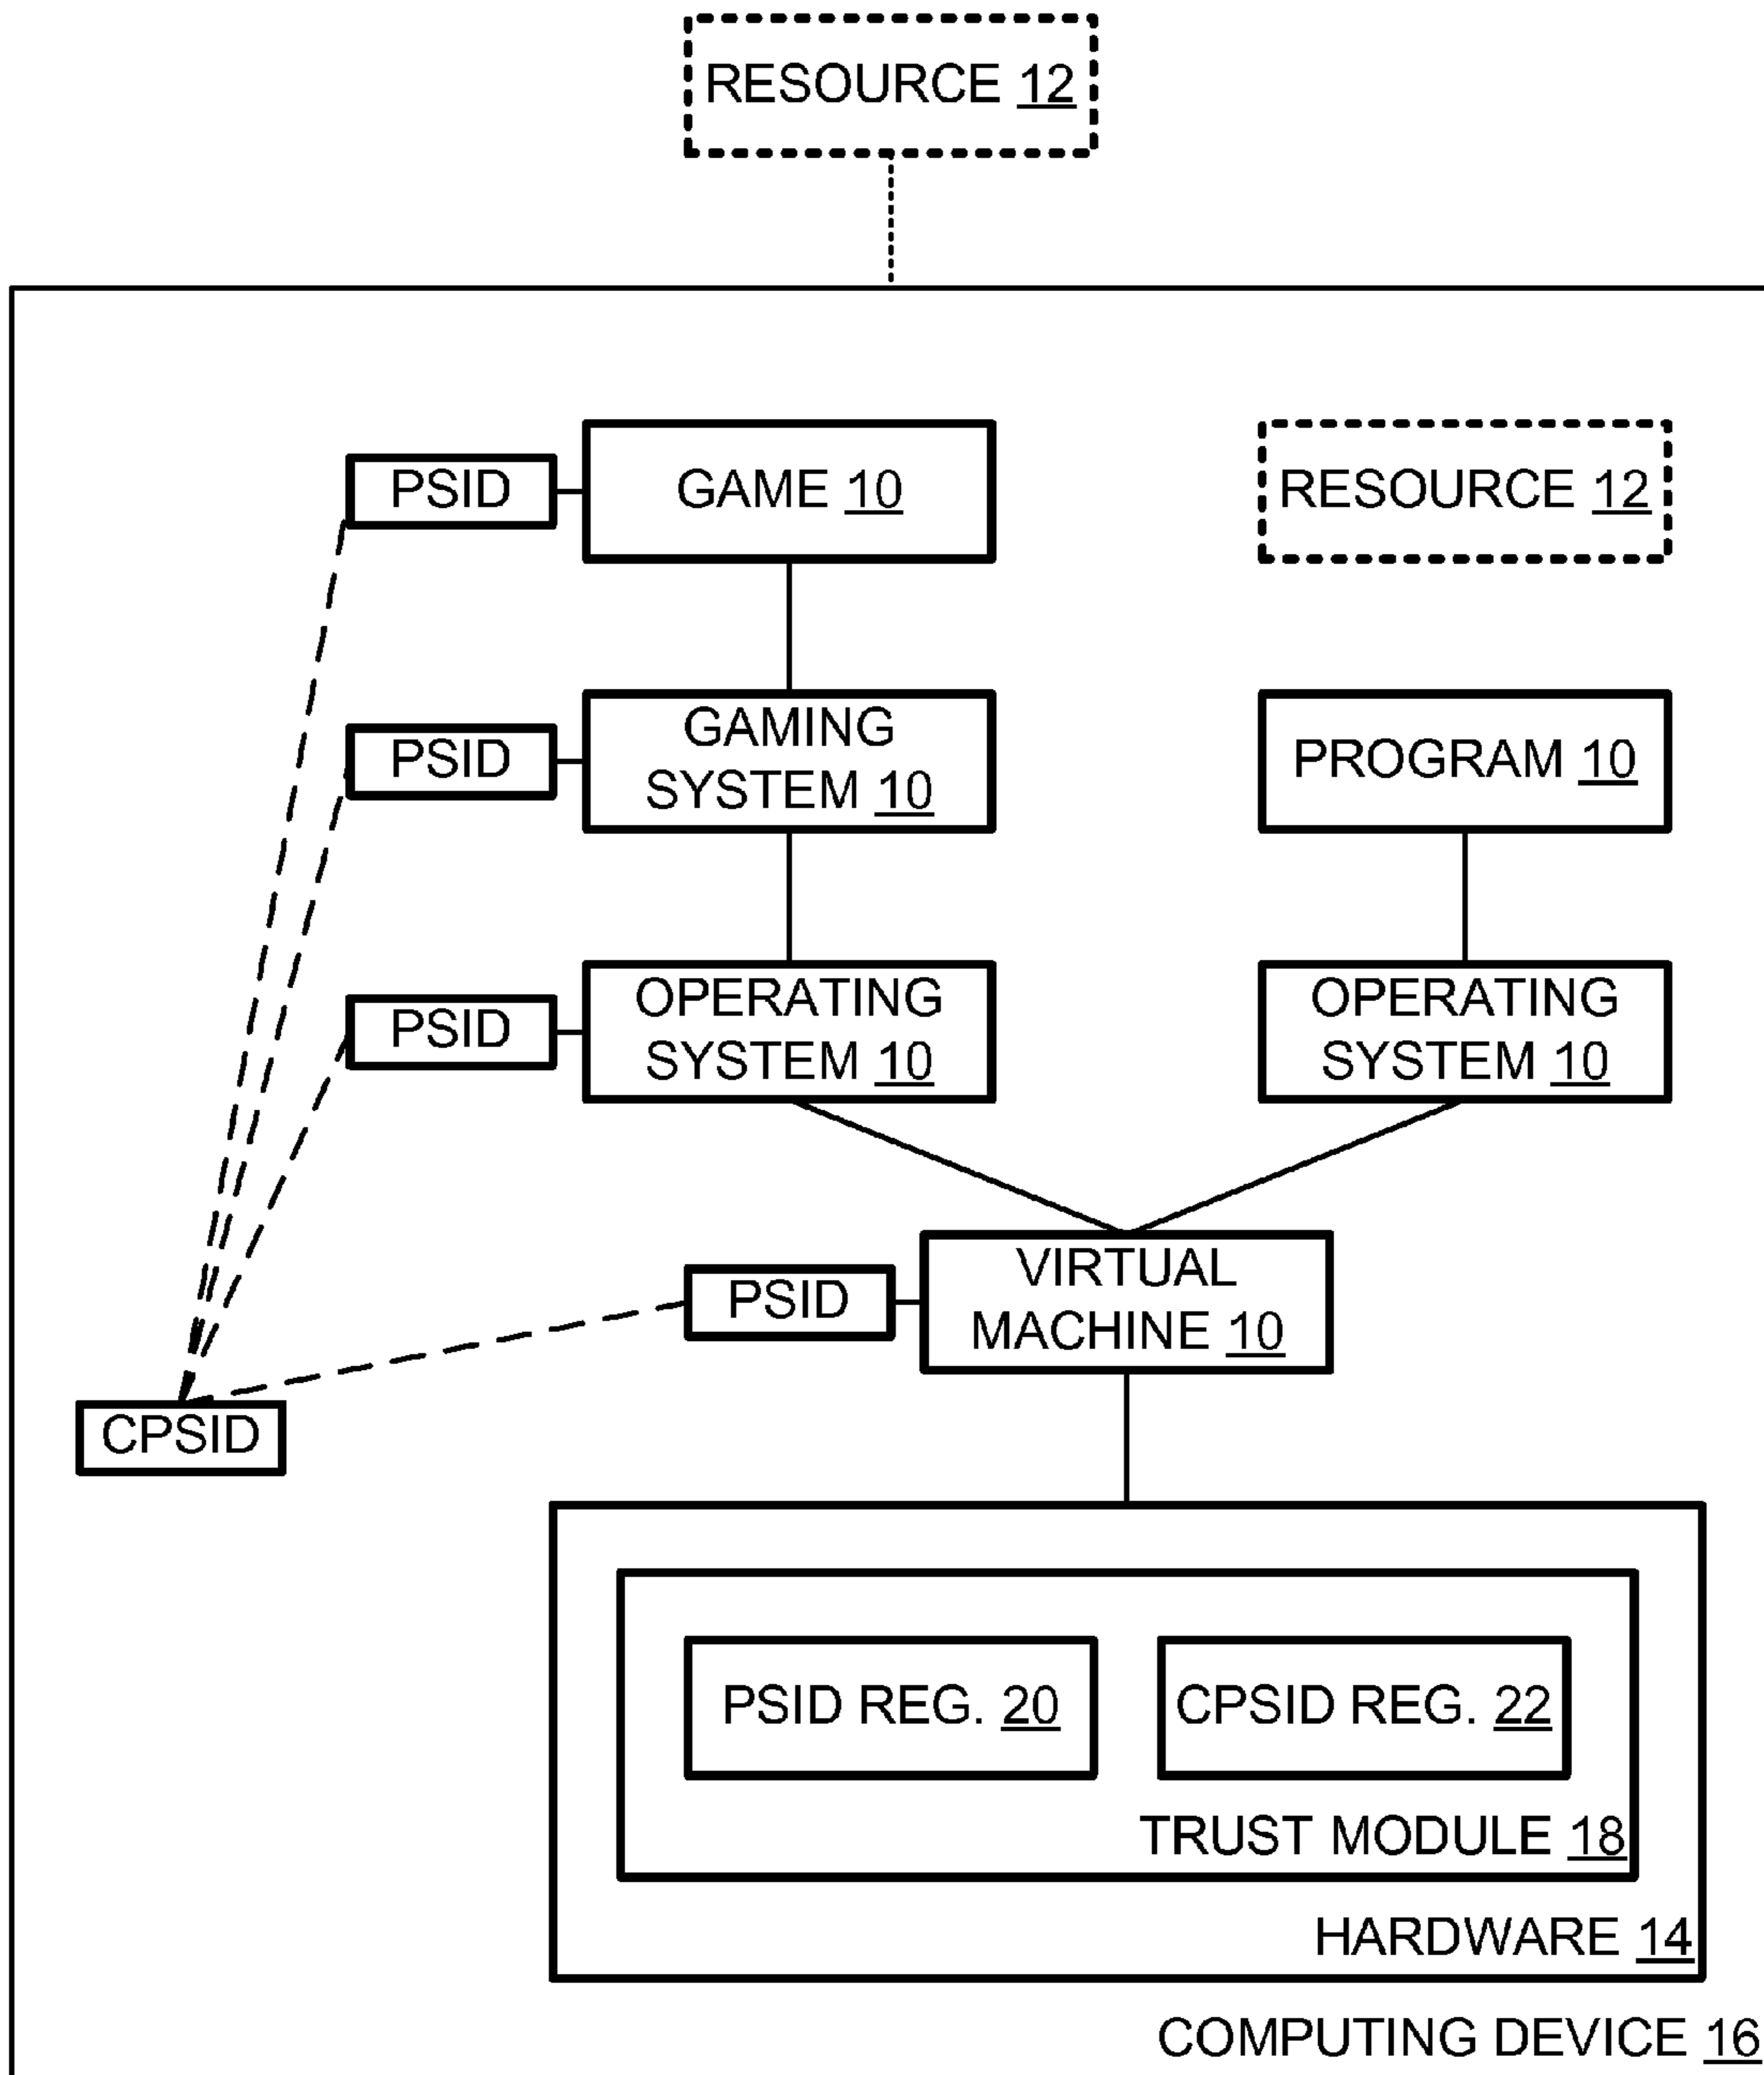 RESOURCE 12
PSID
GAME 10
RESOURCE 12
PSID
GAMING
SYSTEM 10
PROGRAM 10
PSID
OPERATING
SYSTEM 10
OPERATING
SYSTEM 10
PSID
VIRTUAL
MACHINE 10
CPSID
PSID REG. 20
CPSID REG. 22
TRUST MODULE 18
HARDWARE 14
COMPUTING DEVICE 16